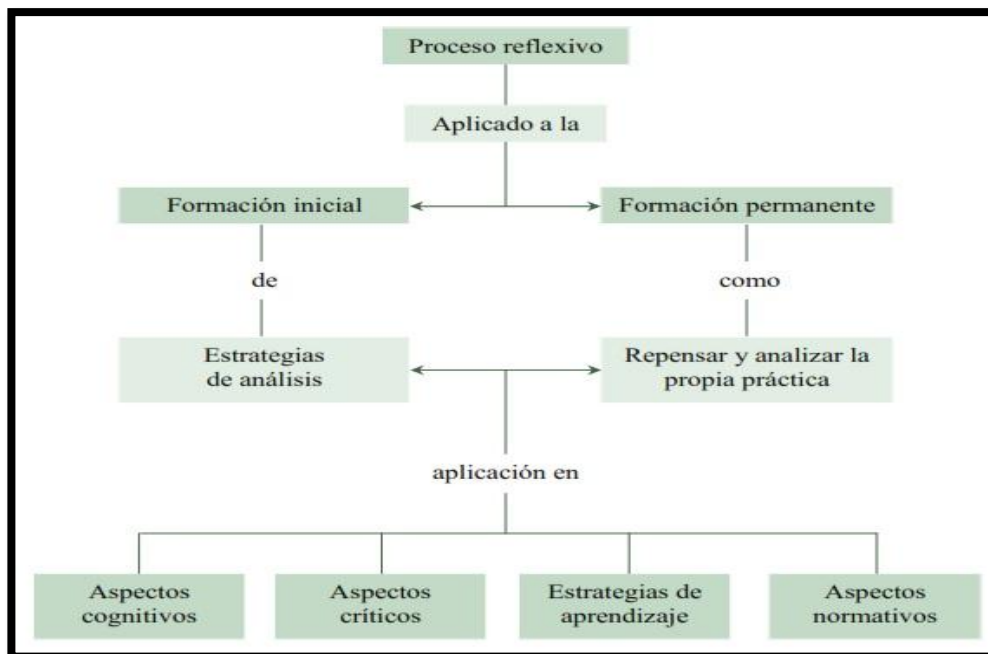 Proceso reflexivo
Aplicado a la
Formación inicial
Formación permanente
de
como
Estrategias
de análisis
Repensar y analizar la
propia práctica
aplicación en
Aspectos
cognitivos
Aspectos
críticos
Estrategias de
aprendizaje
Aspectos
normativos